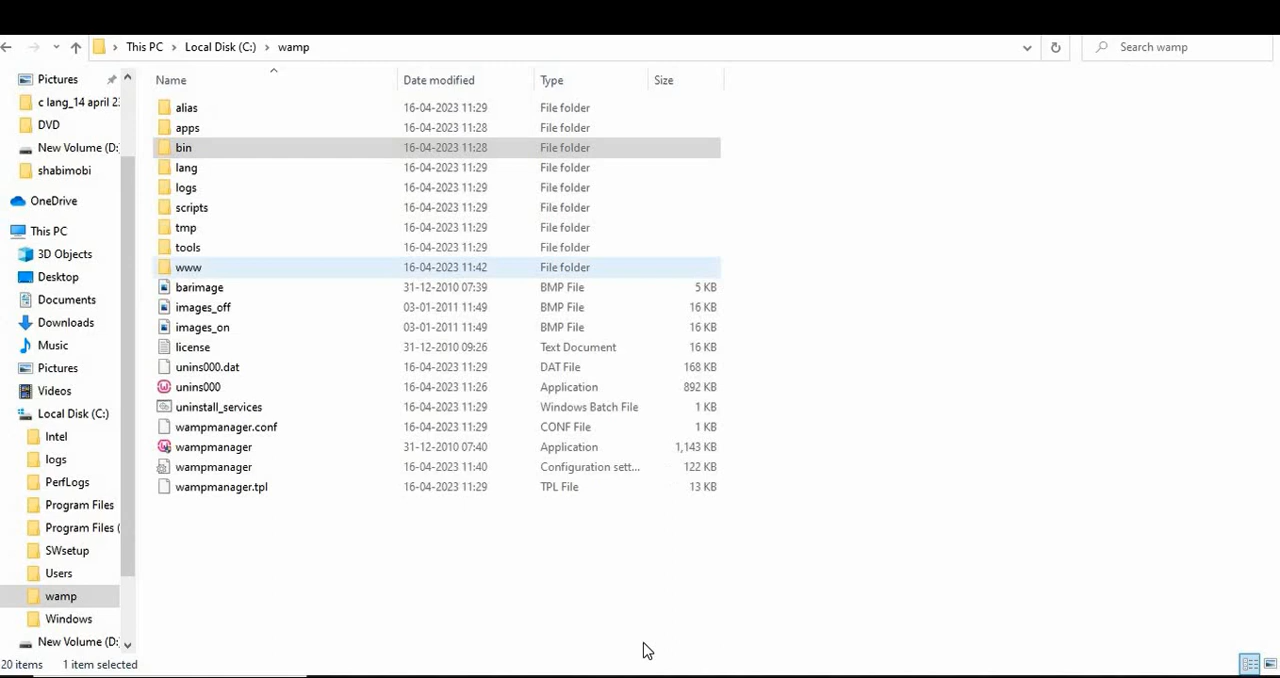 This PC > Local Disk (C:) > wamp
Search wamp
Name Date modified Type Size
Pictures
c lang_14 april 23
DVD
New Volume (D:
shabimobi
OneDrive
This PC
3D Objects
Desktop
Documents
Downloads
Music
Pictures
Videos
Local Disk (C:)
Intel
logs
PerfLogs
Program Files
Program Files (
SWsetup
Users
wamp
Windows
New Volume (D:
alias 16-04-2023 11:29 File folder
apps 16-04-2023 11:28 File folder
bin 16-04-2023 11:28 File folder
lang 16-04-2023 11:29 File folder
logs 16-04-2023 11:29 File folder
scripts 16-04-2023 11:29 File folder
tmp 16-04-2023 11:29 File folder
tools 16-04-2023 11:29 File folder
www 16-04-2023 11:42 File folder
barimage 31-12-2010 07:39 BMP File 5 KB
images_off 03-01-2011 11:49 BMP File 16 KB
images_on 03-01-2011 11:49 BMP File 16 KB
license 31-12-2010 09:26 Text Document 16 KB
unins000.dat 16-04-2023 11:29 DAT File 168 KB
unins000 16-04-2023 11:26 Application 892 KB
uninstall_services 16-04-2023 11:29 Windows Batch File 1 KB
wampmanager.conf 16-04-2023 11:29 CONF File 1 KB
wampmanager 31-12-2010 07:40 Application 1,143 KB
wampmanager 16-04-2023 11:40 Configuration sett... 122 KB
wampmanager.tpl 16-04-2023 11:29 TPL File 13 KB
20 items 1 item selected